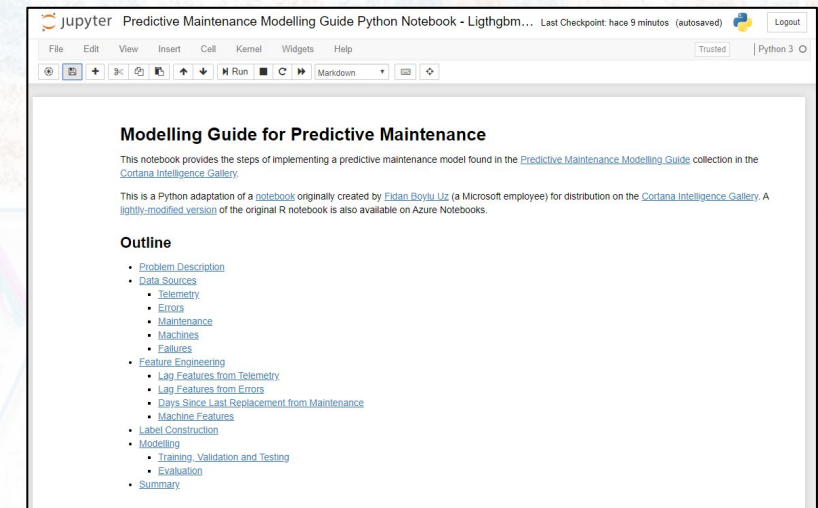 jupyter Predictive Maintenance Modelling Guide Python Notebook - Ligthgbm... Last Checkpoint: hace 9 minutos (autosaved) Logout
File Edit View Insert Cell Kernel Widgets Help Trusted Python 3
Run Markdown
Modelling Guide for Predictive Maintenance
This notebook provides the steps of implementing a predictive maintenance model found in the Predictive Maintenance Modelling Guide collection in the
Cortana Intelligence Gallery.
This is a Python adaptation of a notebook originally created by Fidan Boylu Uz (a Microsoft employee) for distribution on the Cortana Intelligence Gallery. A
lightly-modified version of the original R notebook is also available on Azure Notebooks.
Outline
• Problem Description
• Data Sources
▪ Telemetry
▪ Errors
▪ Maintenance
▪ Machines
▪ Failures
• Feature Engineering
▪ Lag Features from Telemetry
▪ Lag Features from Errors
▪ Days Since Last Replacement from Maintenance
▪ Machine Features
• Label Construction
• Modelling
▪ Training, Validation and Testing
▪ Evaluation
• Summary